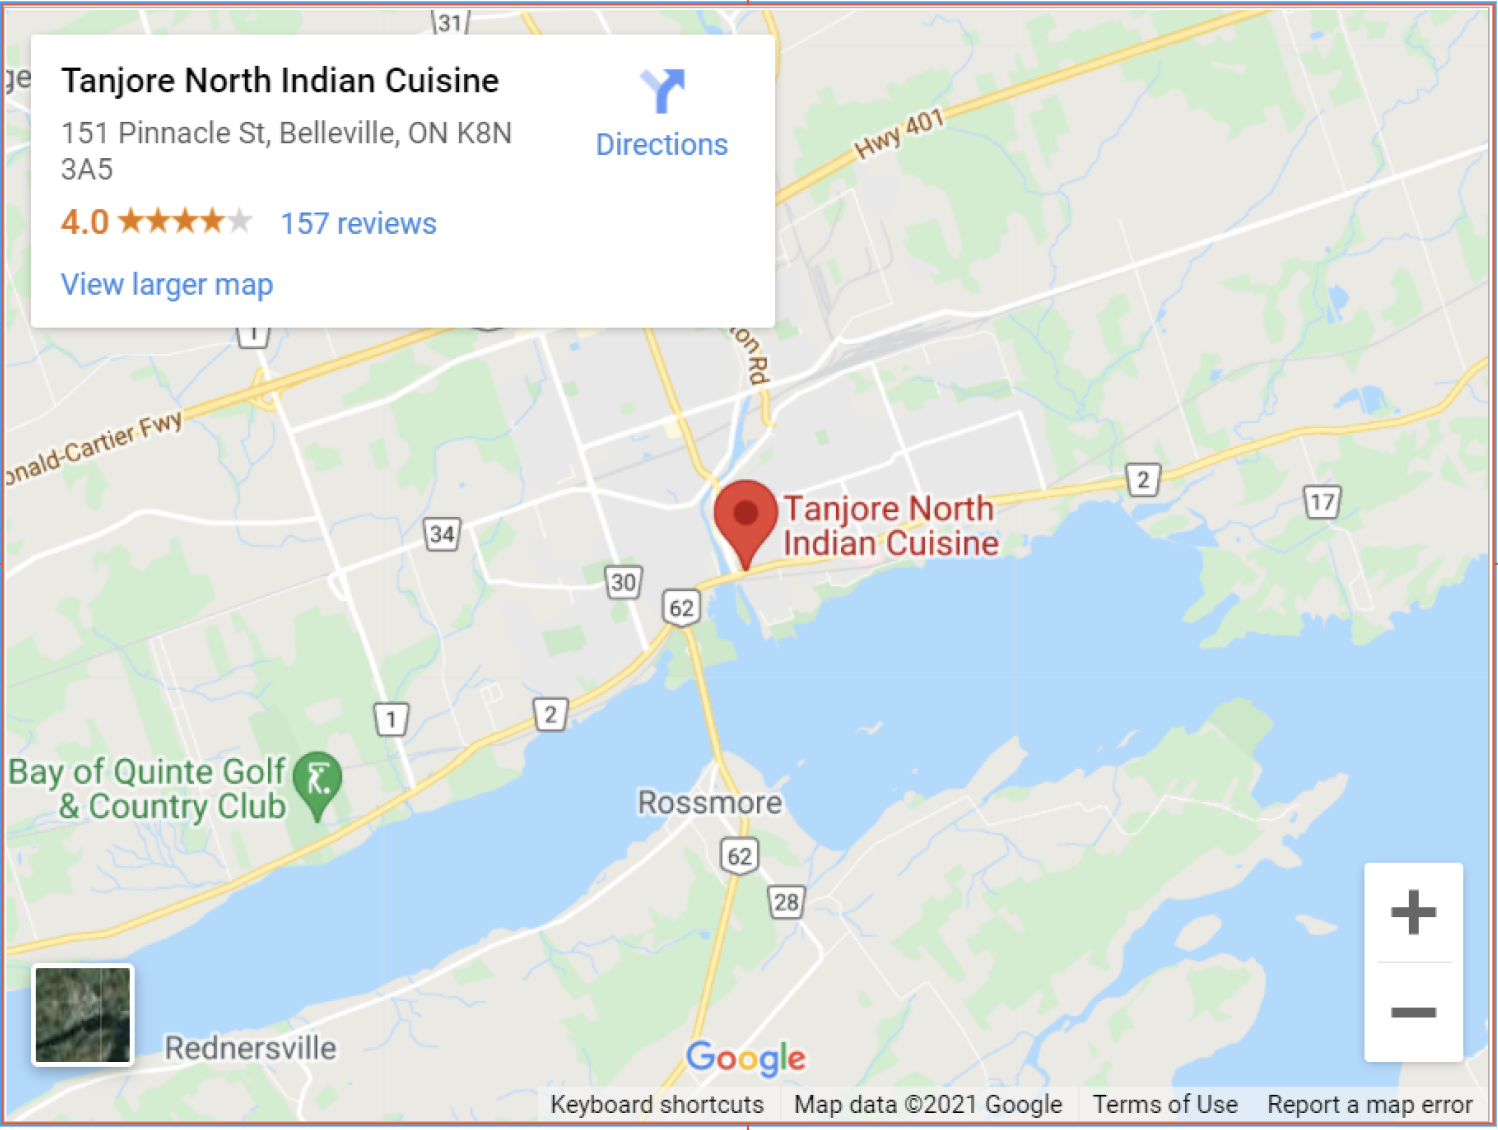 31
ge
Tanjore North Indian Cuisine
151 Pinnacle St, Belleville, ON K8N
3A5
Directions
4.0
157 reviews
View larger map
Hwy 401
1
ton Rd
onald-Cartier Fwy
2
17
Tanjore North
Indian Cuisine
34
30
62
1
2
Bay of Quinte Golf
& Country Club
Rossmore
62
28
+
−
Rednersville
Google
Keyboard shortcuts
Map data ©2021 Google
Terms of Use
Report a map error